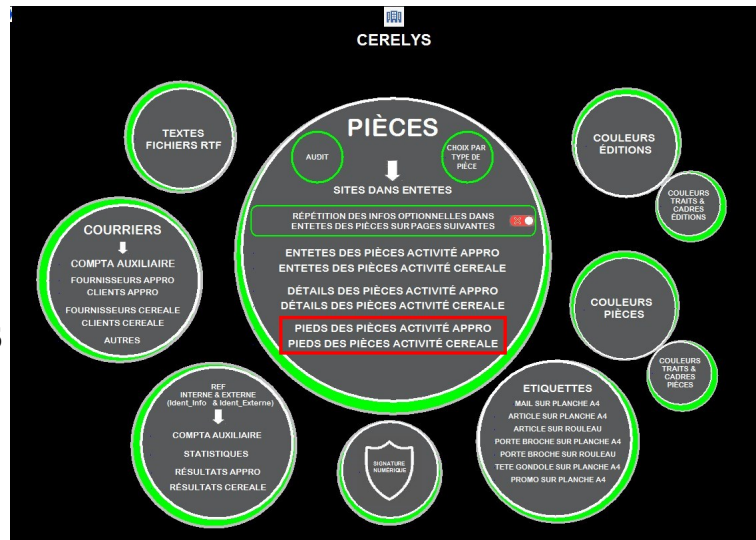 CERELYS
TEXTES
FICHIERS RTF
COURRIERS
COMPTA AUXILIAIRE
FOURNISSEURS APPRO
CLIENTS APPRO
FOURNISSEURS CEREALE
CLIENTS CEREALE
AUTRES
REF
INTERNE & EXTERNE
(Ident_Info & Ident_Externe)
COMPTA AUXILIAIRE
STATISTIQUES
RÉSULTATS APPRO
RÉSULTATS CEREALE
PIÈCES
AUDIT
CHOIX PAR
TYPE DE
PIÈCE
SITES DANS ENTETES
RÉPÉTITION DES INFOS OPTIONNELLES DANS
ENTETES DES PIÈCES SUR PAGES SUIVANTES
ENTETES DES PIÈCES ACTIVITÉ APPRO
ENTETES DES PIÈCES ACTIVITÉ CEREALE
DÉTAILS DES PIÈCES ACTIVITÉ APPRO
DÉTAILS DES PIÈCES ACTIVITÉ CEREALE
PIEDS DES PIÈCES ACTIVITÉ APPRO
PIEDS DES PIÈCES ACTIVITÉ CEREALE
SIGNATURE
NUMÉRIQUE
COULEURS
ÉDITIONS
COULEURS
TRAITS &
CADRES
ÉDITIONS
COULEURS
PIÈCES
COULEURS
TRAITS &
CADRES
PIÈCES
ETIQUETTES
MAIL SUR PLANCHE A4
ARTICLE SUR PLANCHE A4
ARTICLE SUR ROULEAU
PORTE BROCHE SUR PLANCHE A4
PORTE BROCHE SUR ROULEAU
TETE GONDOLE SUR PLANCHE A4
PROMO SUR PLANCHE A4